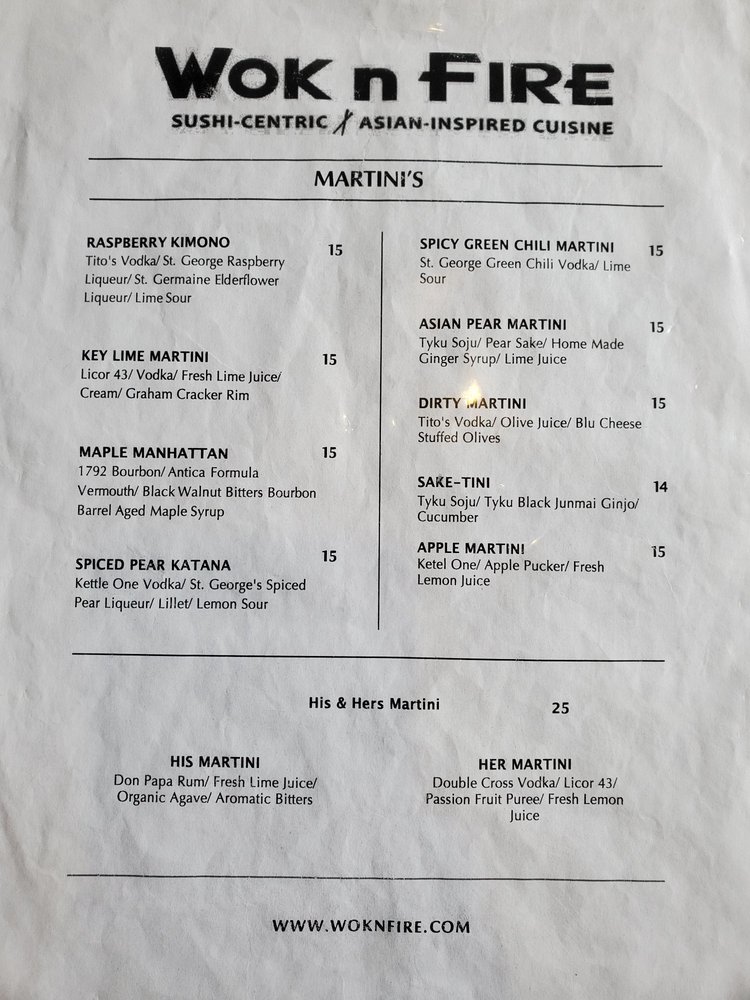 WOK n FIRE
SUSHI-CENTRIC ASIAN-INSPIRED CUISINE
MARTINI'S
RASPBERRY KIMONO 15
Tito's Vodka/ St. George Raspberry
Liqueur/ St. Germaine Elderflower
Liqueur/ Lime Sour
KEY LIME MARTINI 15
Licor 43/ Vodka/ Fresh Lime Juice/
Cream/ Graham Cracker Rim
MAPLE MANHATTAN 15
1792 Bourbon/ Antica Formula
Vermouth/ Black Walnut Bitters Bourbon
Barrel Aged Maple Syrup
SPICED PEAR KATANA 15
Kettle One Vodka/ St. George's Spiced
Pear Liqueur/ Lillet/ Lemon Sour
SPICY GREEN CHILI MARTINI 15
St. George Green Chili Vodka/ Lime
Sour
ASIAN PEAR MARTINI 15
Tyku Soju/ Pear Sake/ Home Made
Ginger Syrup/ Lime Juice
DIRTY MARTINI 15
Tito's Vodka/ Olive Juice/ Blu Cheese
Stuffed Olives
SAKE-TINI 14
Tyku Soju/ Tyku Black Junmai Ginjo/
Cucumber
APPLE MARTINI 15
Ketel One/ Apple Pucker/ Fresh
Lemon Juice
His & Hers Martini 25
HIS MARTINI
Don Papa Rum/ Fresh Lime Juice/
Organic Agave/ Aromatic Bitters
HER MARTINI
Double Cross Vodka/ Licor 43/
Passion Fruit Puree/ Fresh Lemon
Juice
WWW.WOKNFIRE.COM